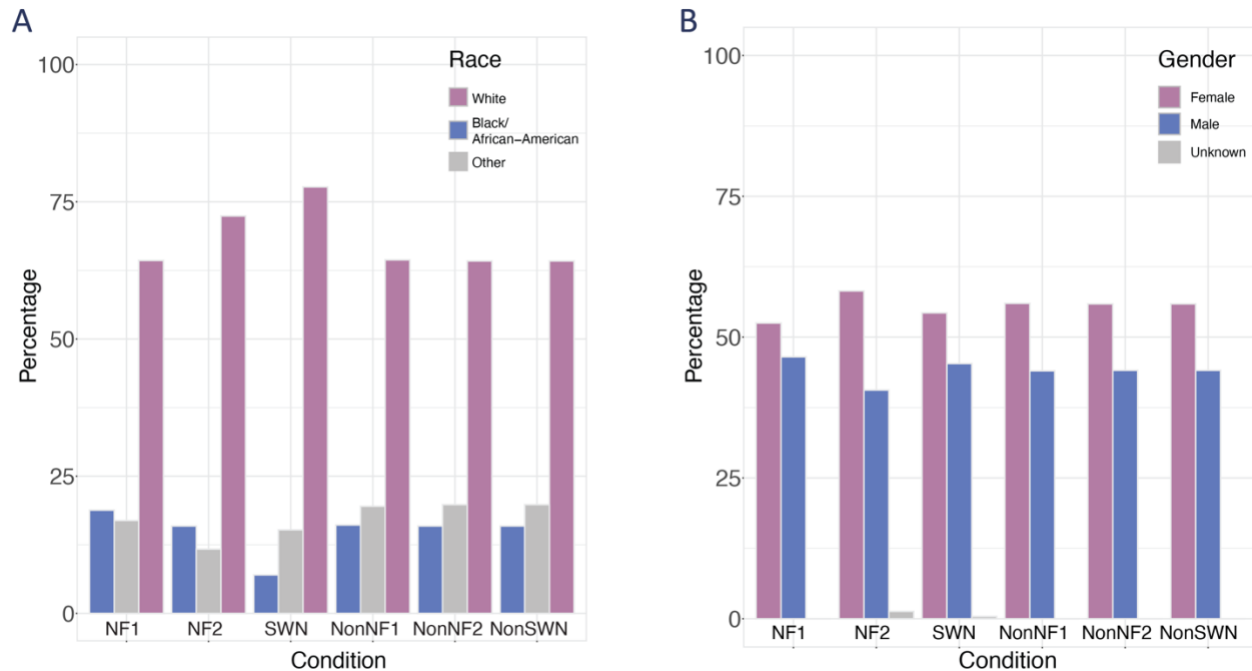 A
Race
White
Black/
African-American
Other
100
75
50
25
0
Percentage
NF1 NF2 SWN NonNF1 NonNF2 NonSWN
Condition
B
Gender
Female
Male
Unknown
100
75
50
25
0
Percentage
NF1 NF2 SWN NonNF1 NonNF2 NonSWN
Condition